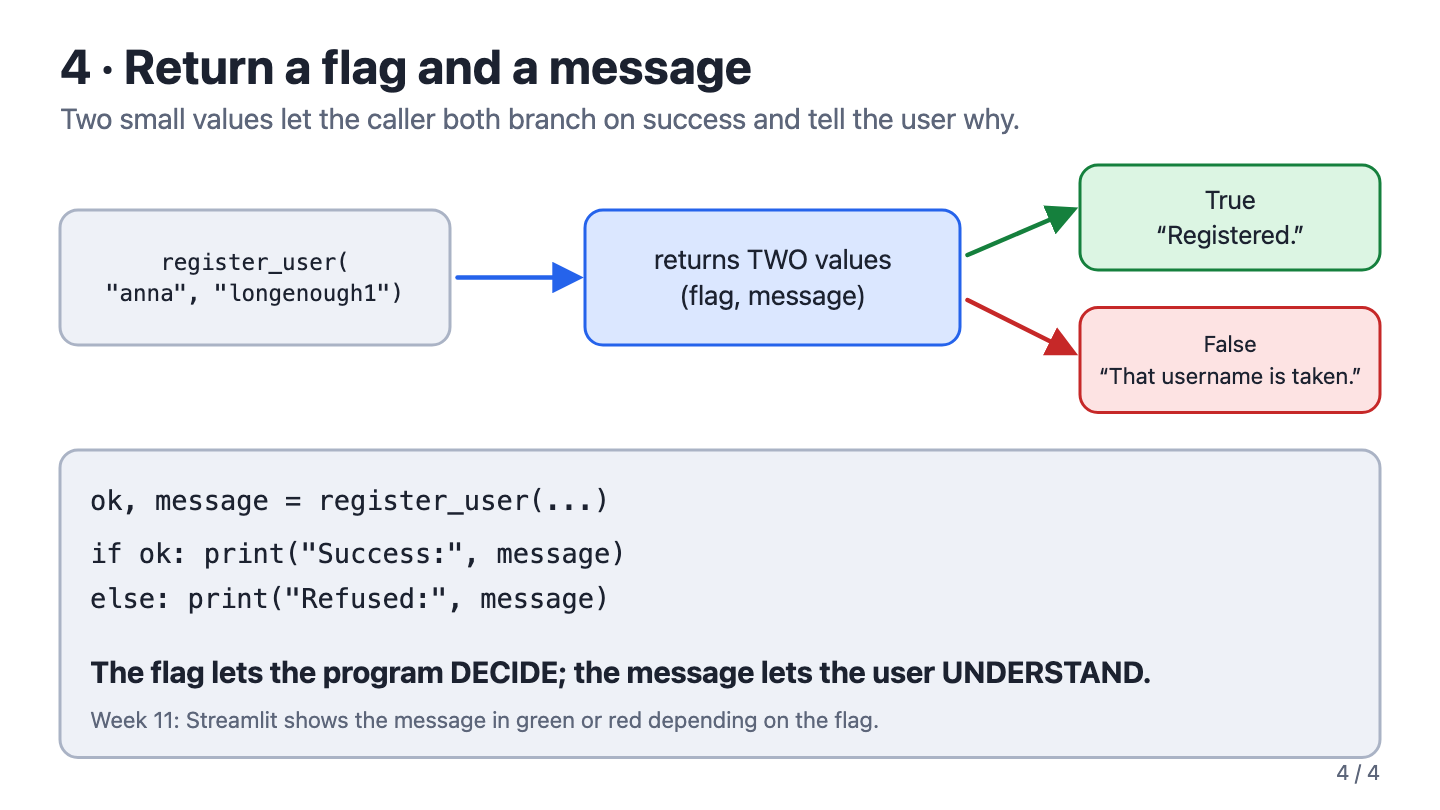 4 · Return a flag and a message
Two small values let the caller both branch on success and tell the user why.
register_user(
"anna", "longenough1")
returns TWO values
(flag, message)
True
“Registered.”
False
“That username is taken.”
ok, message = register_user(...)
if ok: print("Success:", message)
else: print("Refused:", message)
The flag lets the program DECIDE; the message lets the user UNDERSTAND.
Week 11: Streamlit shows the message in green or red depending on the flag.
4 / 4